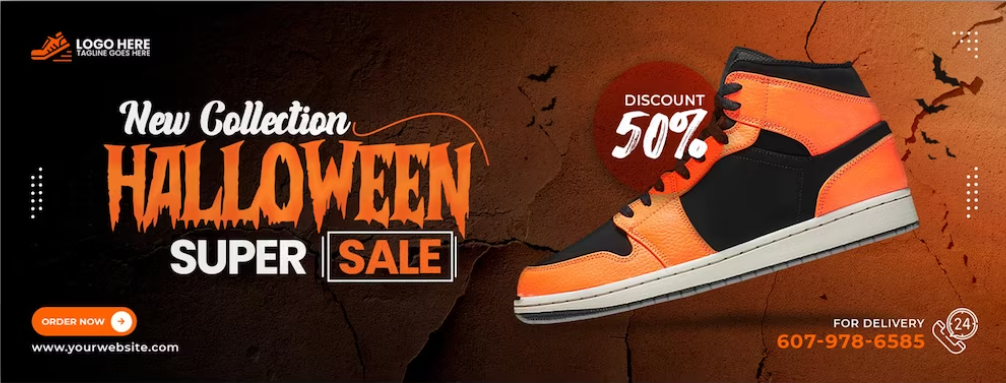 LOGO HERE
TAGLINE GOES HERE
New Collection
HALLOWEEN
SUPER SALE
DISCOUNT
50%
ORDER NOW
www.yourwebsite.com
FOR DELIVERY
607-978-6585
24